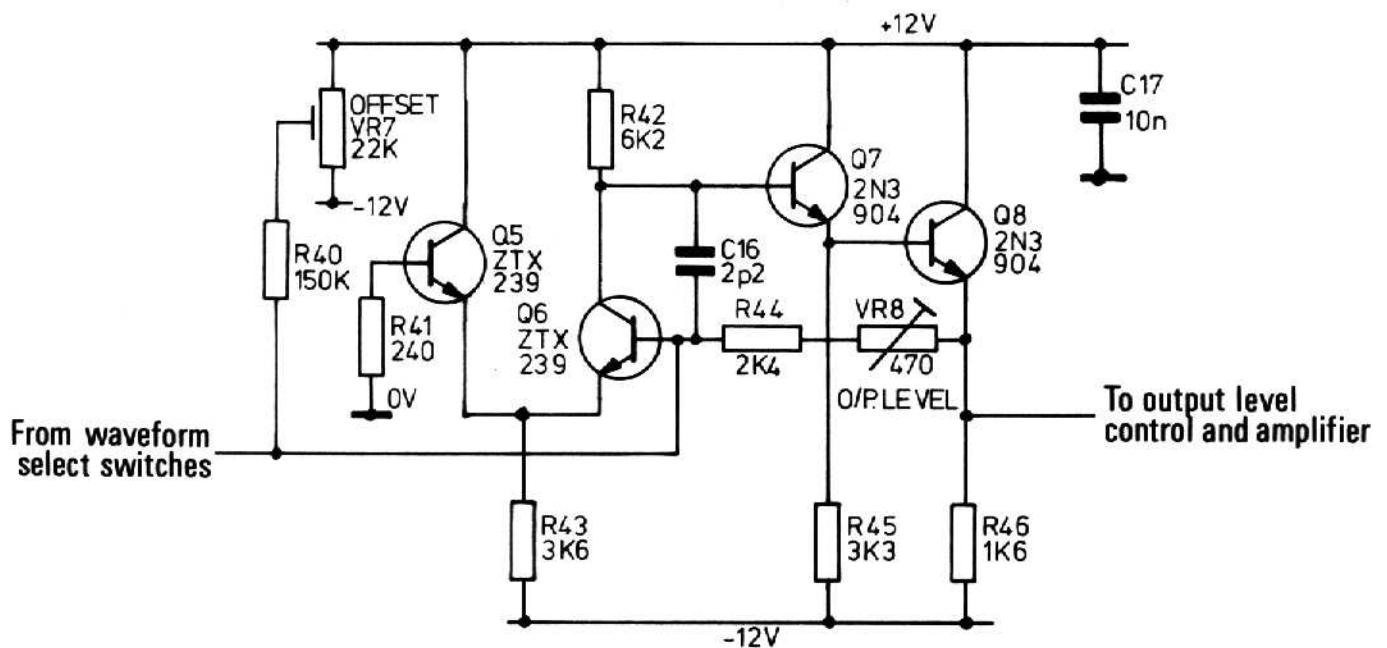 +12V
OFFSET
VR7
22K
-12V
R40
150K
R41
240
0V
Q5
ZTX
239
R42
6K2
Q6
ZTX
239
C16
2p2
R44
2K4
VR8
470
O/P.LEVEL
Q7
2N3
904
Q8
2N3
904
C17
10n
From waveform
select switches
To output level
control and amplifier
R43
3K6
R45
3K3
R46
1K6
-12V